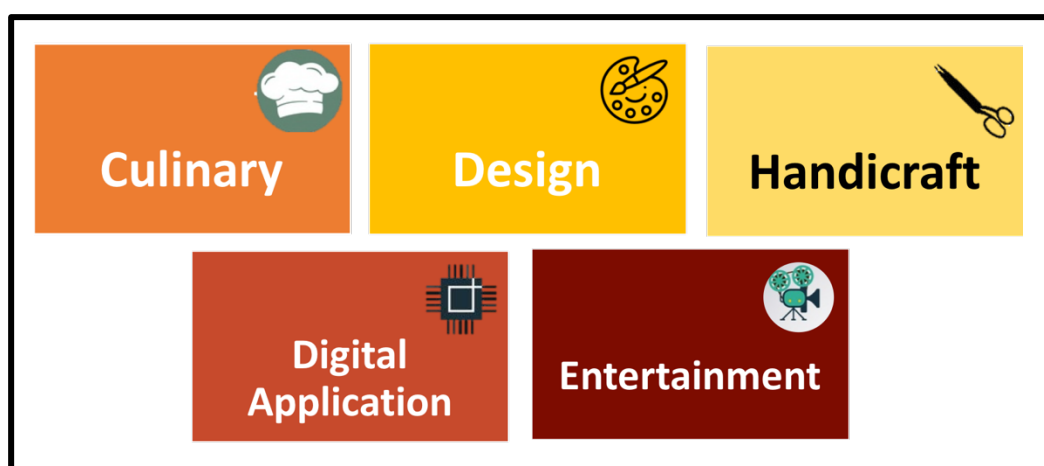 Culinary
Design
Handicraft
Digital
Application
Entertainment